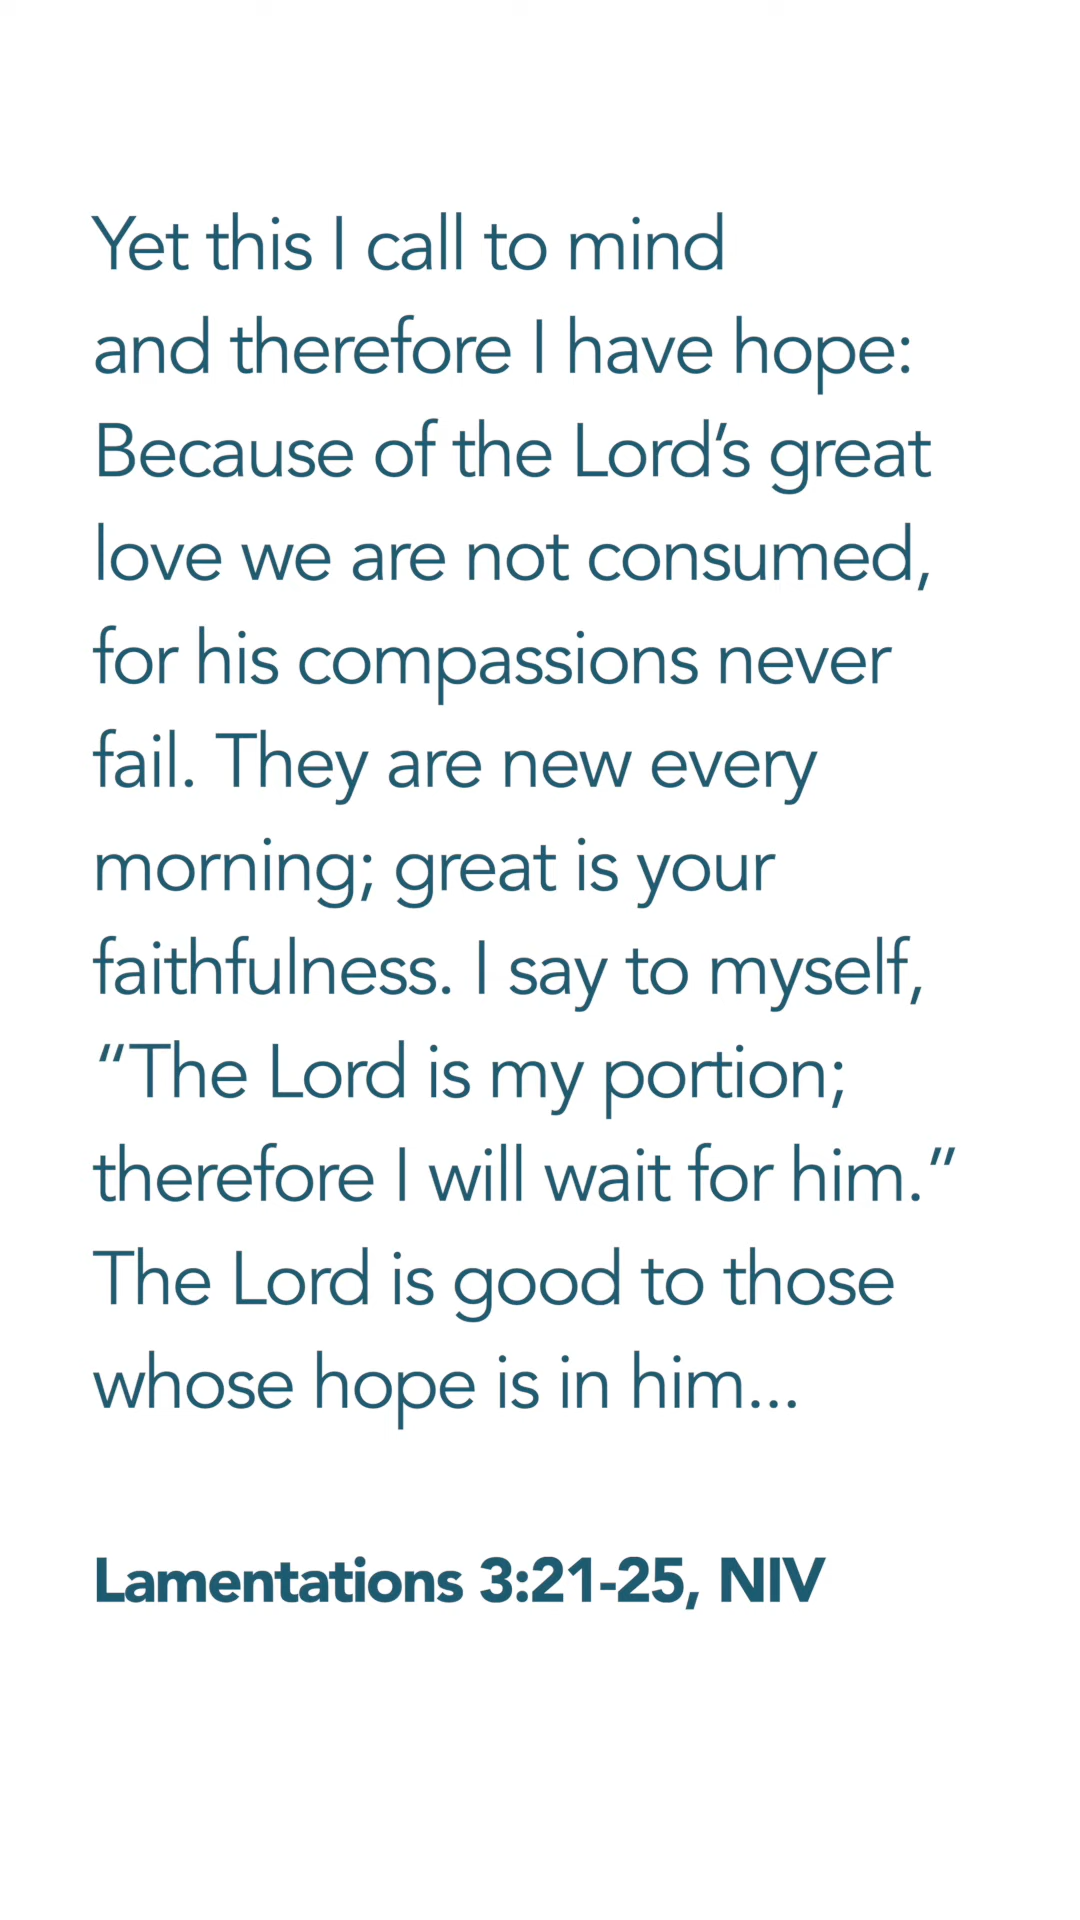 Yet this I call to mind
and therefore I have hope:
Because of the Lord’s great
love we are not consumed,
for his compassions never
fail. They are new every
morning; great is your
faithfulness. I say to myself,
“The Lord is my portion;
therefore I will wait for him.”
The Lord is good to those
whose hope is in him...
Lamentations 3:21-25, NIV